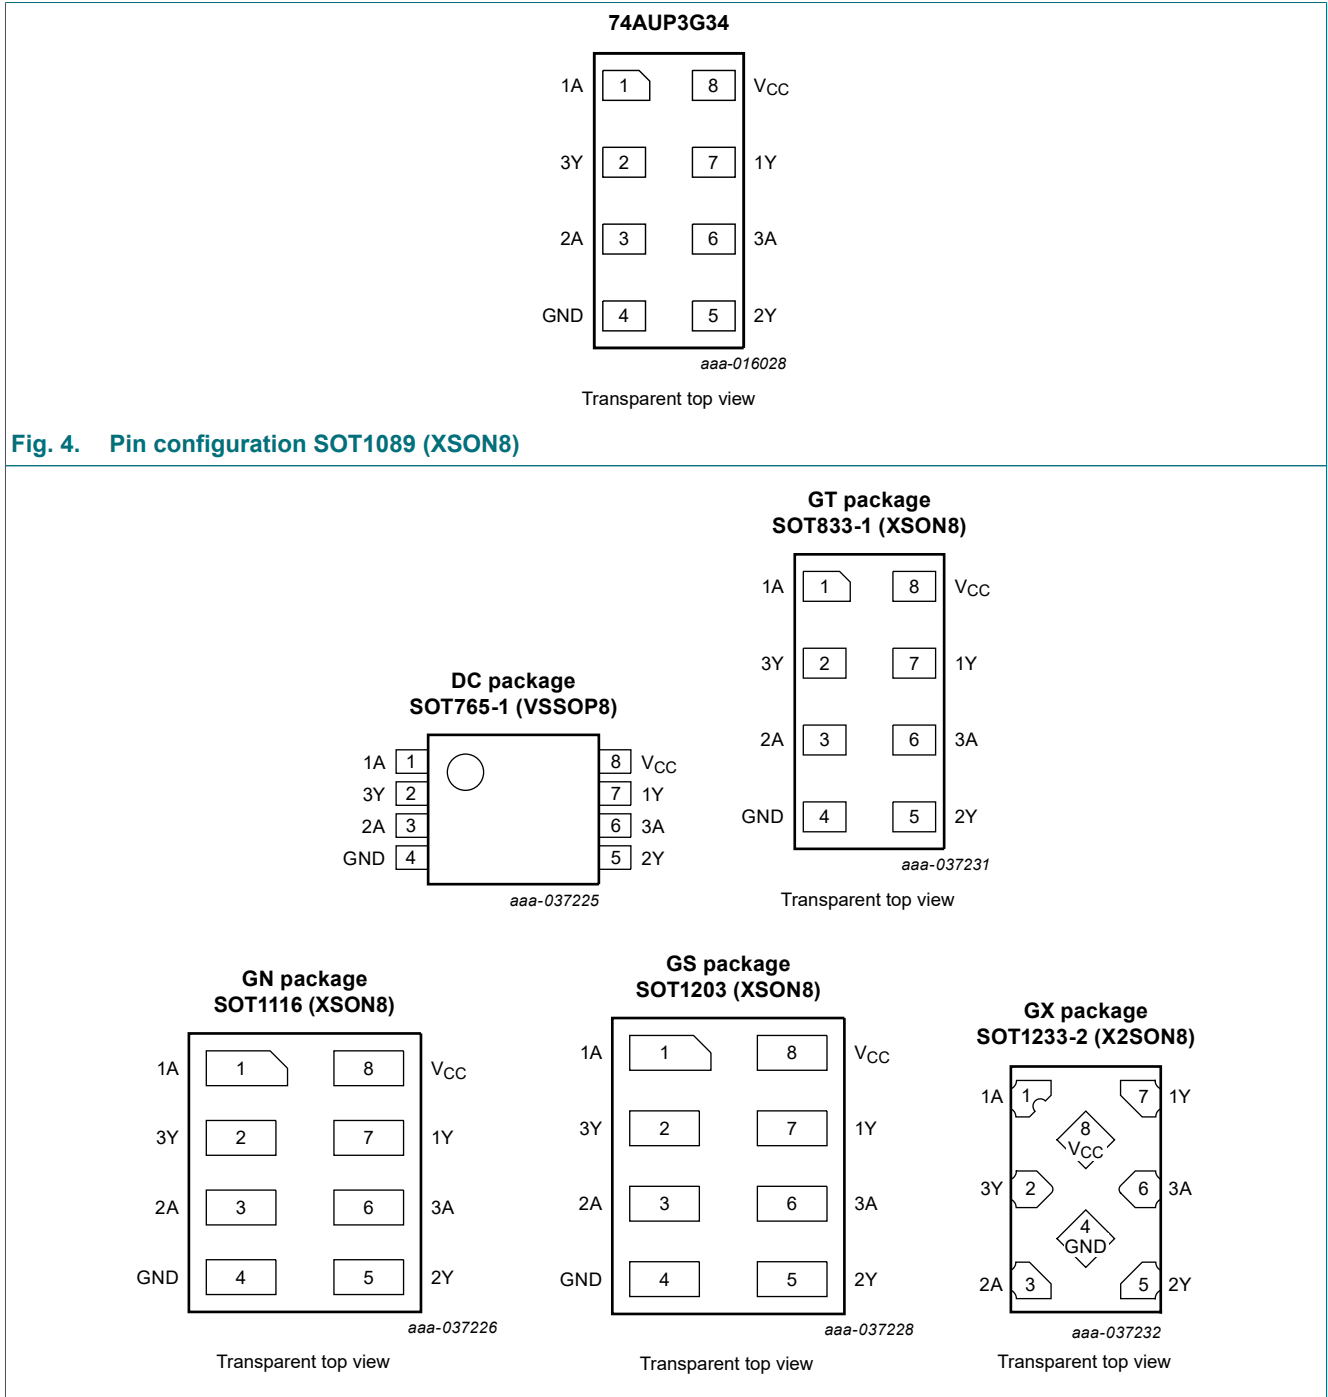 74AUP3G34
1A 1 8 VCC
3Y 2 7 1Y
2A 3 6 3A
GND 4 5 2Y
aaa-016028
Transparent top view
Fig. 4. Pin configuration SOT1089 (XSON8)
GT package
SOT833-1 (XSON8)
1A 1 8 VCC
3Y 2 7 1Y
2A 3 6 3A
GND 4 5 2Y
aaa-037231
Transparent top view
DC package
SOT765-1 (VSSOP8)
1A 1 8 VCC
3Y 2 7 1Y
2A 3 6 3A
GND 4 5 2Y
aaa-037225
GN package
SOT1116 (XSON8)
1A 1 8 VCC
3Y 2 7 1Y
2A 3 6 3A
GND 4 5 2Y
aaa-037226
Transparent top view
GS package
SOT1203 (XSON8)
1A 1 8 VCC
3Y 2 7 1Y
2A 3 6 3A
GND 4 5 2Y
aaa-037228
Transparent top view
GX package
SOT1233-2 (X2SON8)
1A 1 7 1Y
8
VCC
3Y 2 6 3A
4
GND
2A 3 5 2Y
aaa-037232
Transparent top view